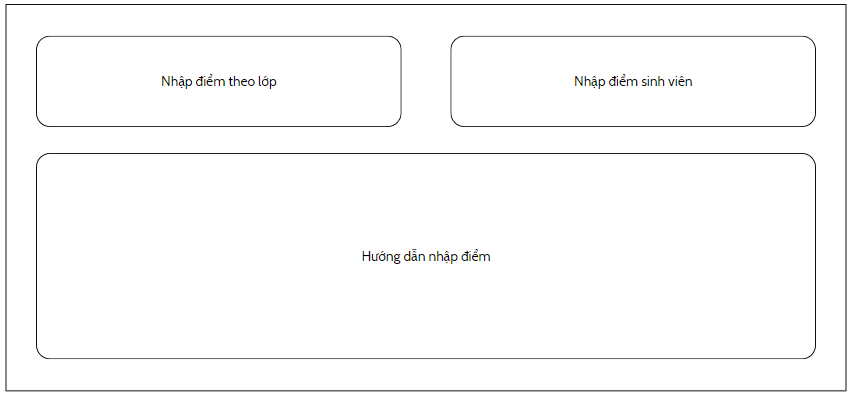 Nhập điểm theo lớp
Nhập điểm sinh viên
Hướng dẫn nhập điểm